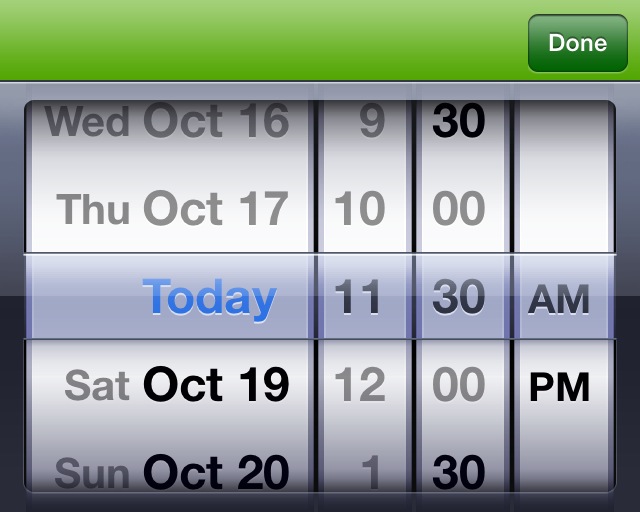 Done
Wed Oct 16 9 30
Thu Oct 17 10 00
Today 11 30 AM
Sat Oct 19 12 00 PM
Sun Oct 20 1 30